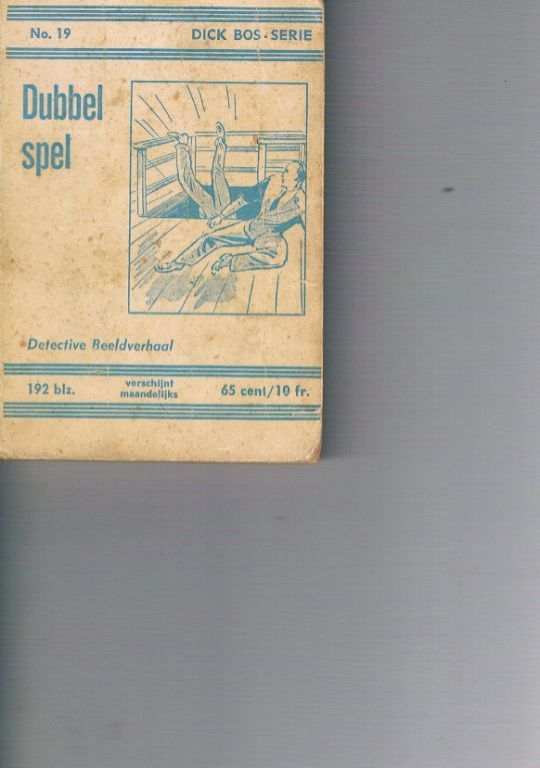 No. 19 DICK BOS - SERIE
Dubbel
spel
Detective Beeldverhaal
192 blz. verschijnt maandelijks 65 cent/10 fr.